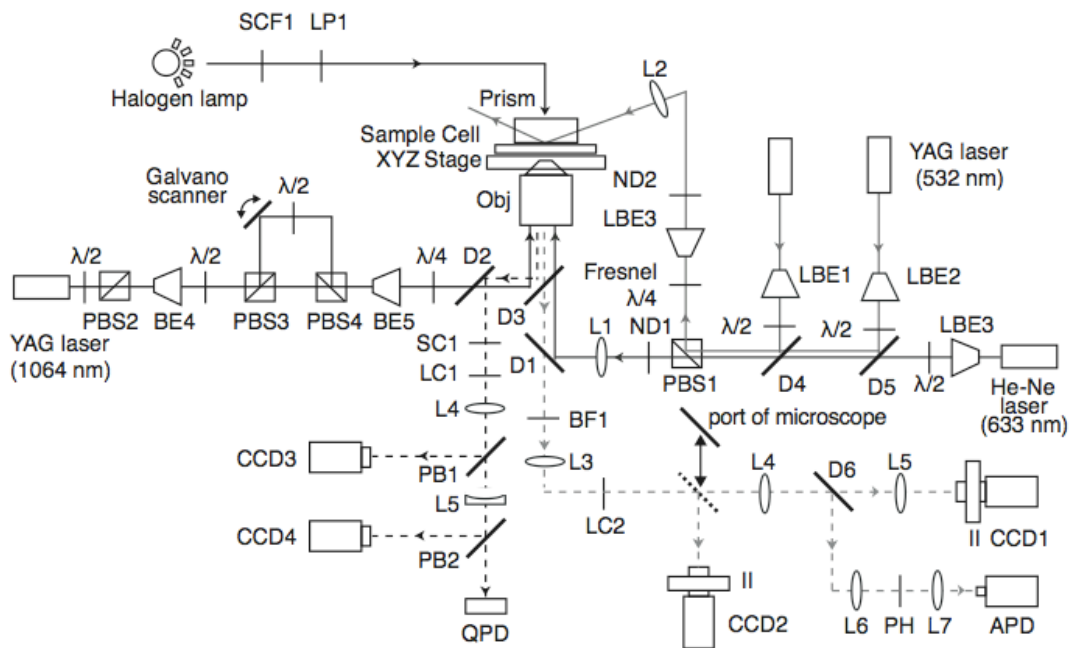 SCF1 LP1
Halogen lamp
Prism
L2
Sample Cell
XYZ Stage
Galvano
scanner
λ/2
Obj
ND2
LBE3
YAG laser
(532 nm)
LBE1
LBE2
Fresnel
λ/4
λ/2
λ/2
λ/4
D2
D3
PBS2
BE4
PBS3
PBS4
BE5
YAG laser
(1064 nm)
L1
ND1
λ/2
λ/2
LBE3
D1
PBS1
D4
D5
λ/2
He-Ne
laser
(633 nm)
SC1
LC1
L4
BF1
port of microscope
CCD3
PB1
L3
L4
D6
L5
L5
LC2
II CCD1
CCD4
PB2
II
CCD2
QPD
L6
PH
L7
APD